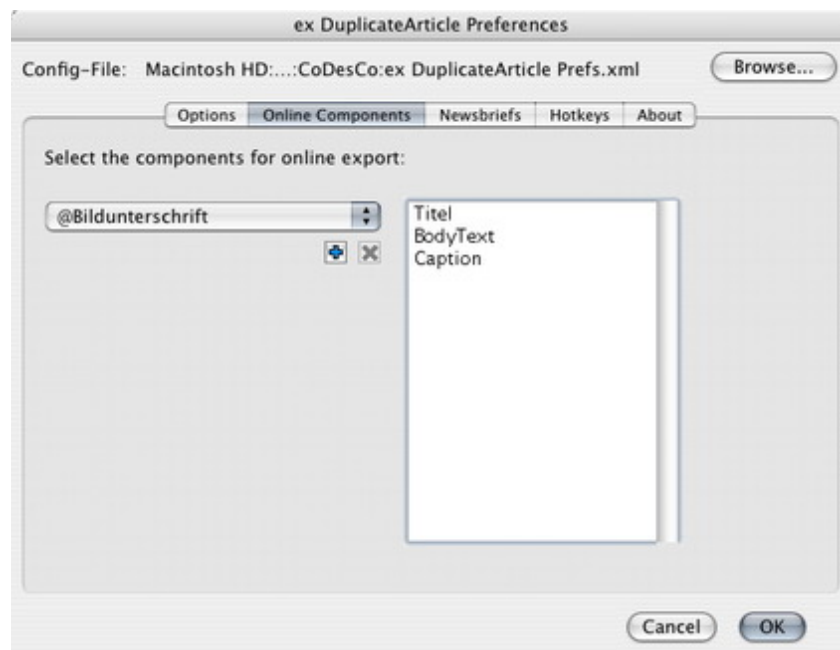 ex DuplicateArticle Preferences
Config-File: Macintosh HD:...:CoDesCo:ex DuplicateArticle Prefs.xml Browse...
Options Online Components Newsbriefs Hotkeys About
Select the components for online export:
@Bildunterschrift
Titel
BodyText
Caption
Cancel OK